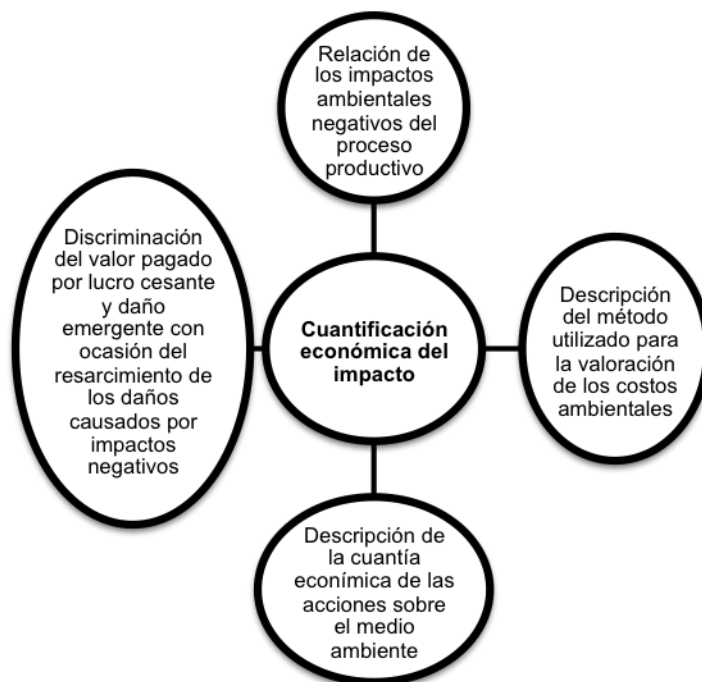 Relación de
los impactos
ambientales
negativos del
proceso
productivo
Discriminación
del valor pagado
por lucro cesante
y daño
emergente con
ocasión del
resarcimiento de
los daños
causados por
impactos
negativos
Cuantificación
económica del
impacto
Descripción
del método
utilizado para
la valoración
de los costos
ambientales
Descripción de
la cuantía
econímica de las
acciones sobre
el medio
ambiente